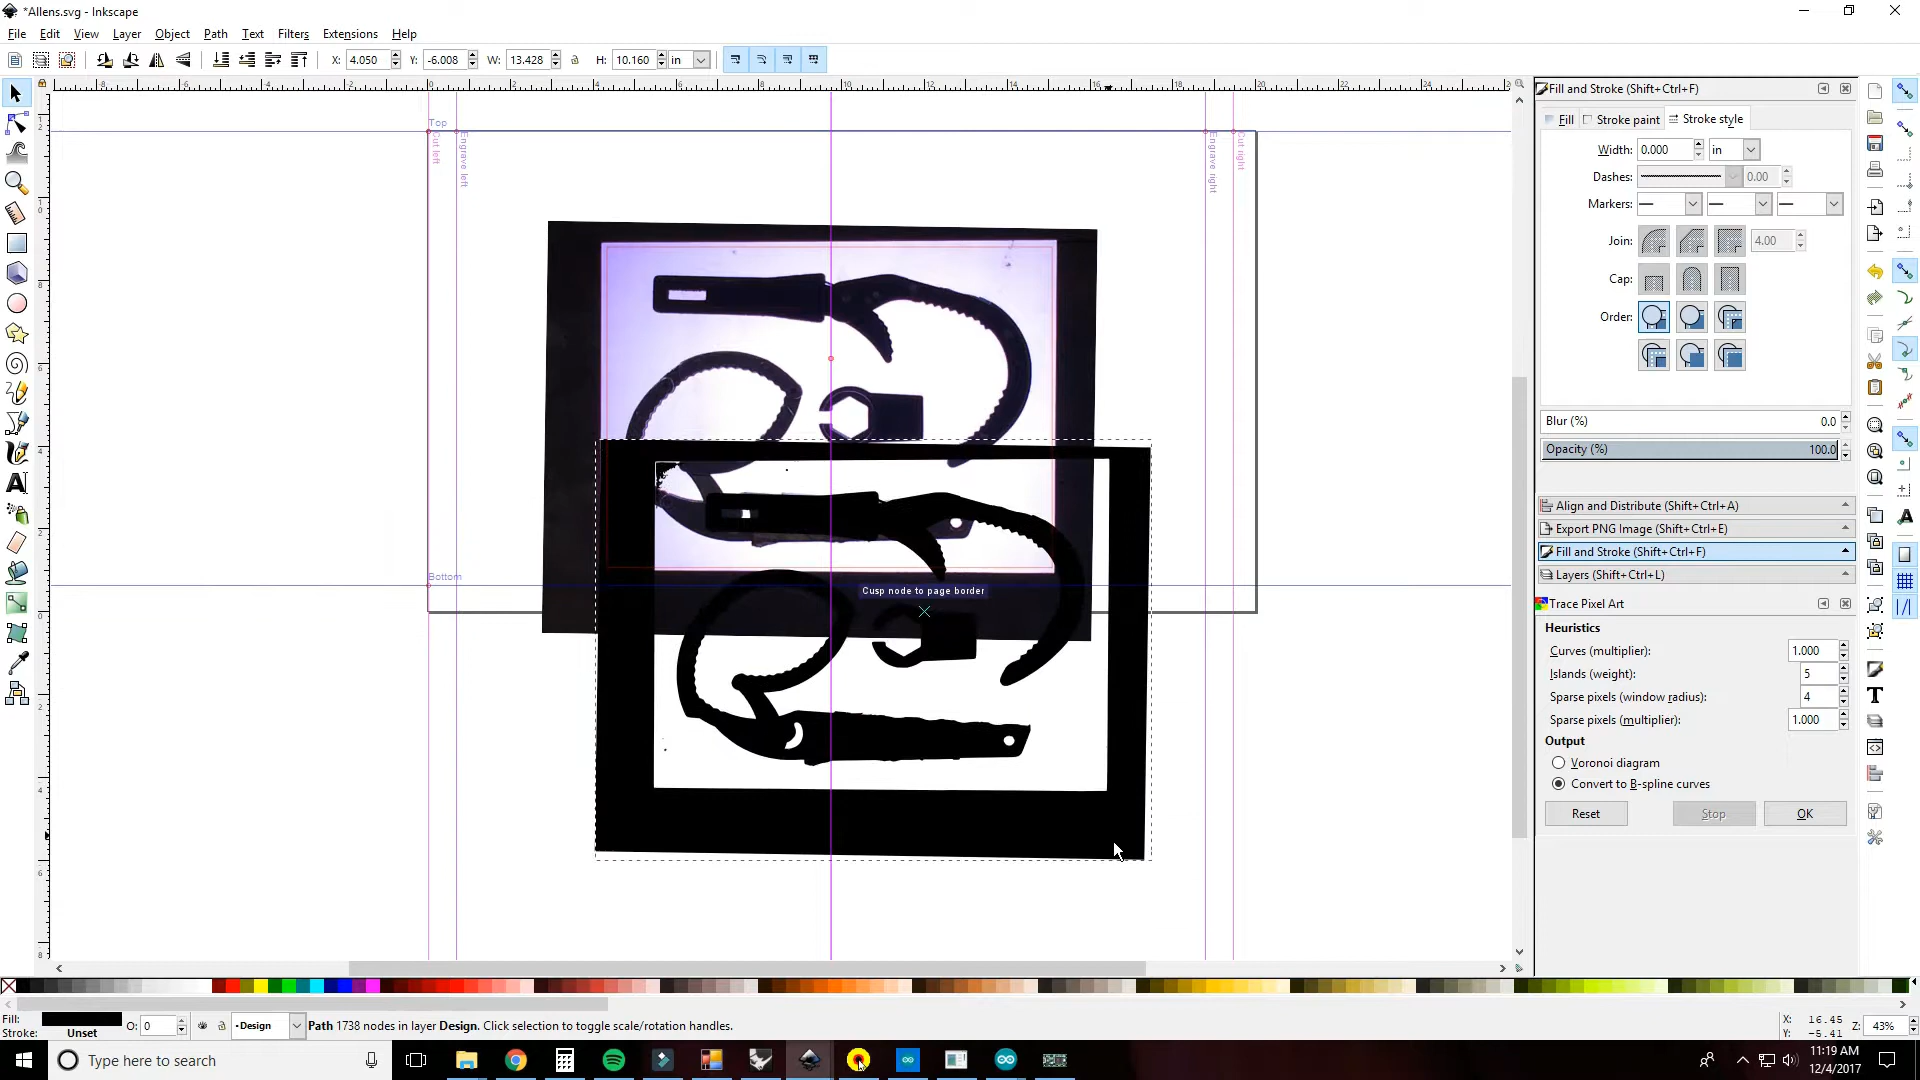 *Allens.svg - Inkscape
File Edit View Layer Object Path Text Filters Extensions Help
X: 4.050 Y: -6.008 W: 13.428 H: 10.160 in
Top
Cut left
Engrave left
Engrave right
Cut right
Bottom
Cusp node to page border
Fill and Stroke (Shift+Ctrl+F)
Fill Stroke paint Stroke style
Width: 0.000 in
Dashes: 0.00
Markers:
Join: 4.00
Cap:
Order:
Blur (%) 0.0
Opacity (%) 100.0
Align and Distribute (Shift+Ctrl+A)
Export PNG Image (Shift+Ctrl+E)
Fill and Stroke (Shift+Ctrl+F)
Layers (Shift+Ctrl+L)
Trace Pixel Art
Heuristics
Curves (multiplier): 1.000
Islands (weight): 5
Sparse pixels (window radius): 4
Sparse pixels (multiplier): 1.000
Output
Voronoi diagram
Convert to B-spline curves
Reset Stop OK
Fill:
Stroke: Unset
O: 0
Design
Path 1738 nodes in layer Design. Click selection to toggle scale/rotation handles.
X: 16.45
Y: -5.41
Z: 43%
Type here to search
11:19 AM
12/4/2017